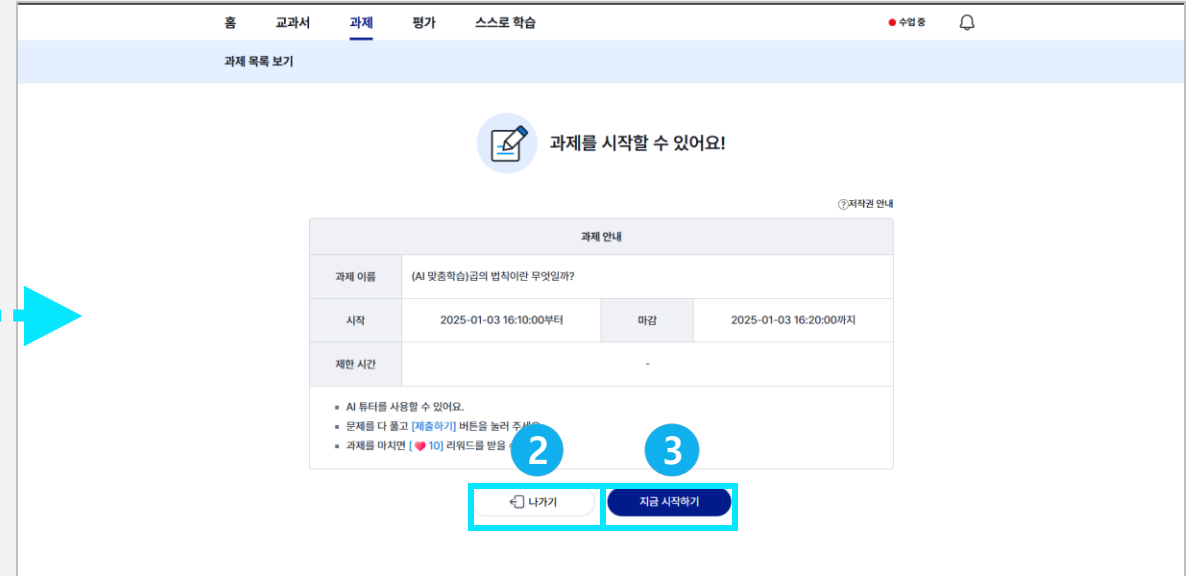 홈 교과서 과제 평가 스스로 학습 수업 중
과제 목록 보기
과제를 시작할 수 있어요!
?저작권 안내
과제 안내
과제 이름 (AI 맞춤학습)곱의 법칙이란 무엇일까?
시작 2025-01-03 16:10:00부터 마감 2025-01-03 16:20:00까지
제한 시간 -
AI 튜터를 사용할 수 있어요.
문제를 다 풀고 [제출하기] 버튼을 눌러
과제를 마치면 [ 10] 리워드를 받을
2 3
나가기 지금 시작하기